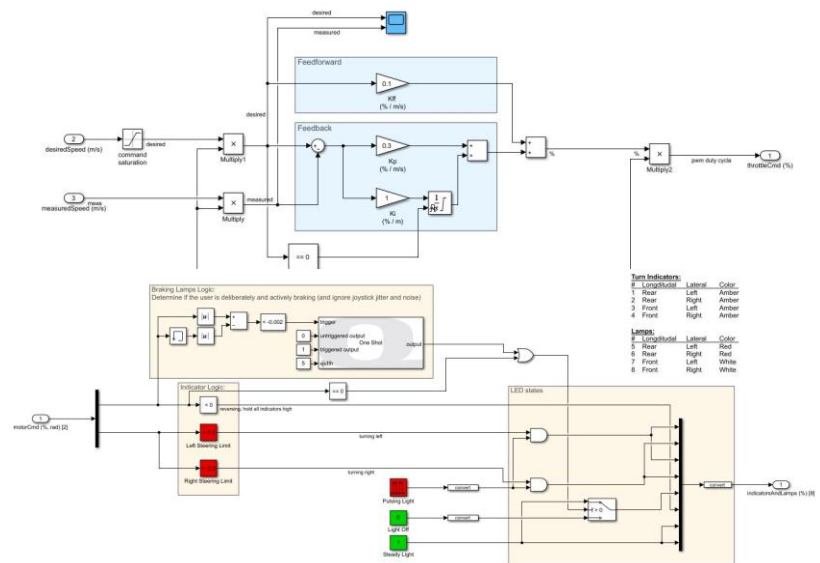 desired
measured
Feedforward
0.1
Kff
(% / m/s)
desired
Feedback
2
desiredSpeed (m/s)
command
saturation
desired
×
Multiply1
0.3
Kp
(% / m/s)
%
%
×
Multiply2
pwm duty cycle
1
throttleCmd (%)
3
measuredSpeed (m/s)
meas
×
Multiply
measured
1
Ki
(% / m)
== 0
Braking Lamps Logic:
Determine if the user is deliberately and actively braking (and ignore joystick jitter and noise)
|u|
|u|
< -0.002
trigger
0
untriggered output
One Shot
output
1
triggered output
5
width
Turn Indicators:
# Longditudal Lateral Color
1 Rear Left Amber
2 Rear Right Amber
3 Front Left Amber
4 Front Right Amber
Lamps:
# Longditudal Lateral Color
5 Rear Left Red
6 Rear Right Red
7 Front Left White
8 Front Right White
Indicator Logic:
== 0
LED states
< 0
reversing, hold all indicators high
1
motorCmd (%, rad) [2]
Left Steering Limit
turning left
Right Steering Limit
turning right
Pulsing Light
convert
Light Off
convert
Steady Light
convert
1
indicatorsAndLamps (%) [8]